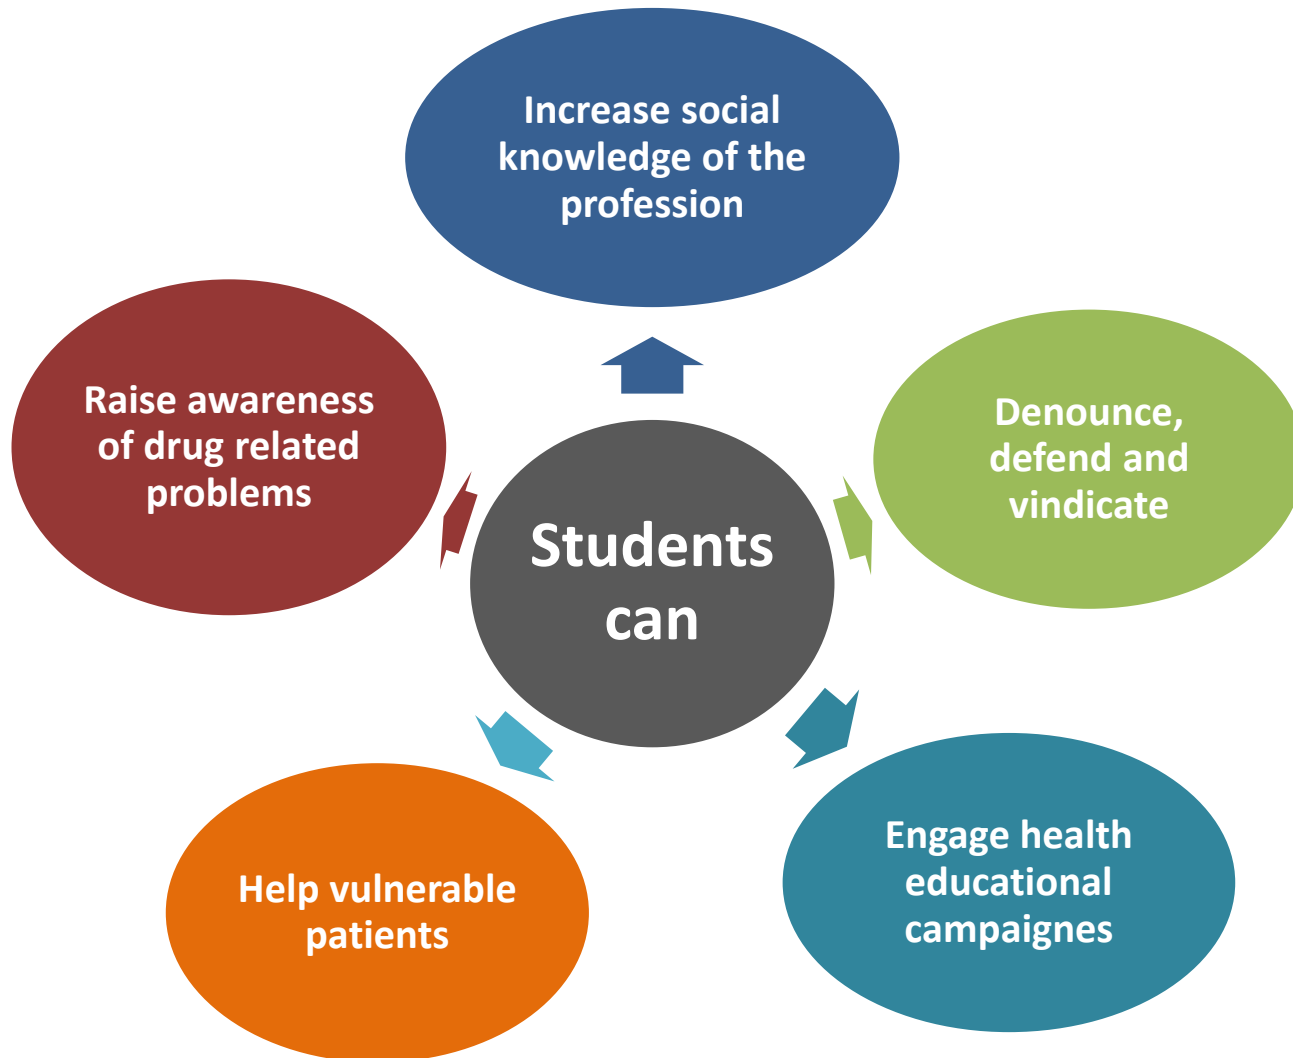 Increase social
knowledge of the
profession
Raise awareness
of drug related
problems
Denounce,
defend and
vindicate
Students
can
Help vulnerable
patients
Engage health
educational
campaignes